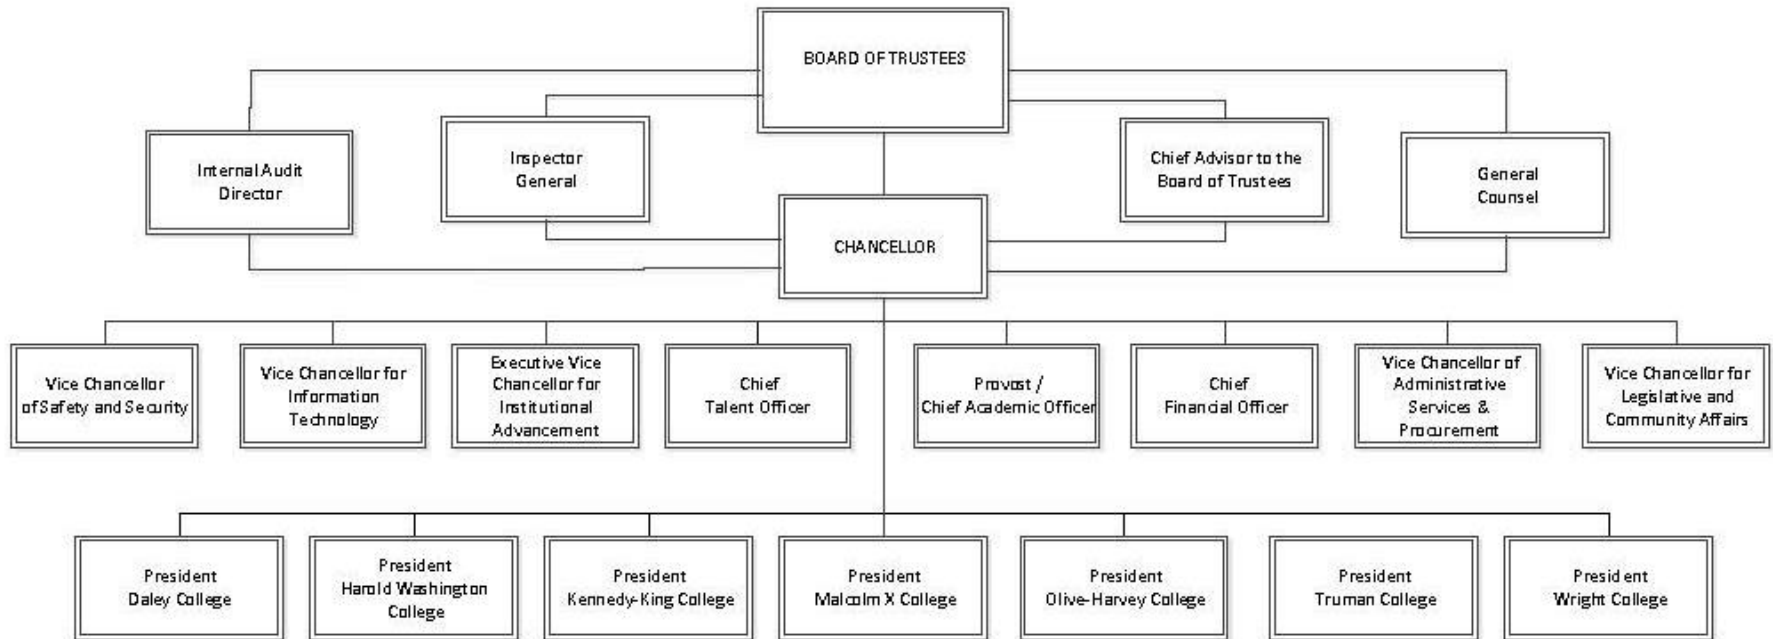 BOARD OF TRUSTEES
Internal Audit
Director
Inspector
General
Chief Advisor to the
Board of Trustees
General
Counsel
CHANCELLOR
Vice Chancellor
of Safety and Security
Vice Chancellor for
Information
Technology
Executive Vice
Chancellor for
Institutional
Advancement
Chief
Talent Officer
Provost /
Chief Academic Officer
Chief
Financial Officer
Vice Chancellor of
Administrative
Services &
Procurement
Vice Chancellor for
Legislative and
Community Affairs
President
Daley College
President
Harold Washington
College
President
Kennedy-King College
President
Malcolm X College
President
Olive-Harvey College
President
Truman College
President
Wright College